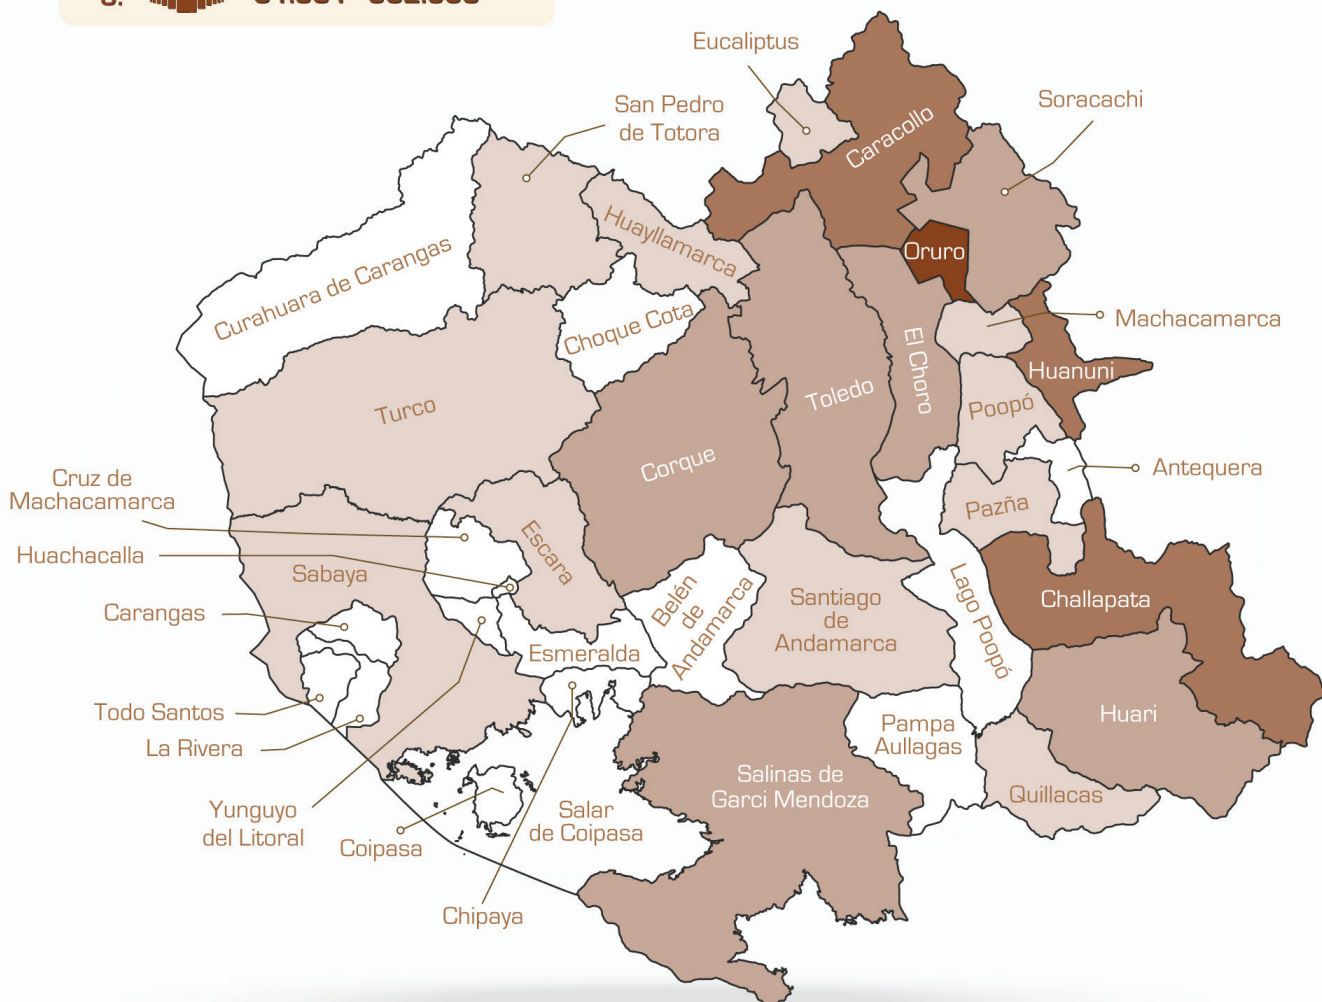 Eucaliptus
San Pedro
de Totora
Soracachi
Caracollo
Huayllamarca
Oruro
Curahuara de Carangas
Choque Cota
Machacamarca
El Choro
Huanuni
Toledo
Poopó
Turco
Corque
Antequera
Cruz de
Machacamarca
Pazña
Escara
Huachacalla
Sabaya
Lago Poopó
Challapata
Belén
de
Andamarca
Santiago
de
Andamarca
Carangas
Esmeralda
Todo Santos
La Rivera
Huari
Pampa
Aullagas
Salinas de
Garci Mendoza
Quillacas
Yunguyo
del Litoral
Salar
de Coipasa
Coipasa
Chipaya